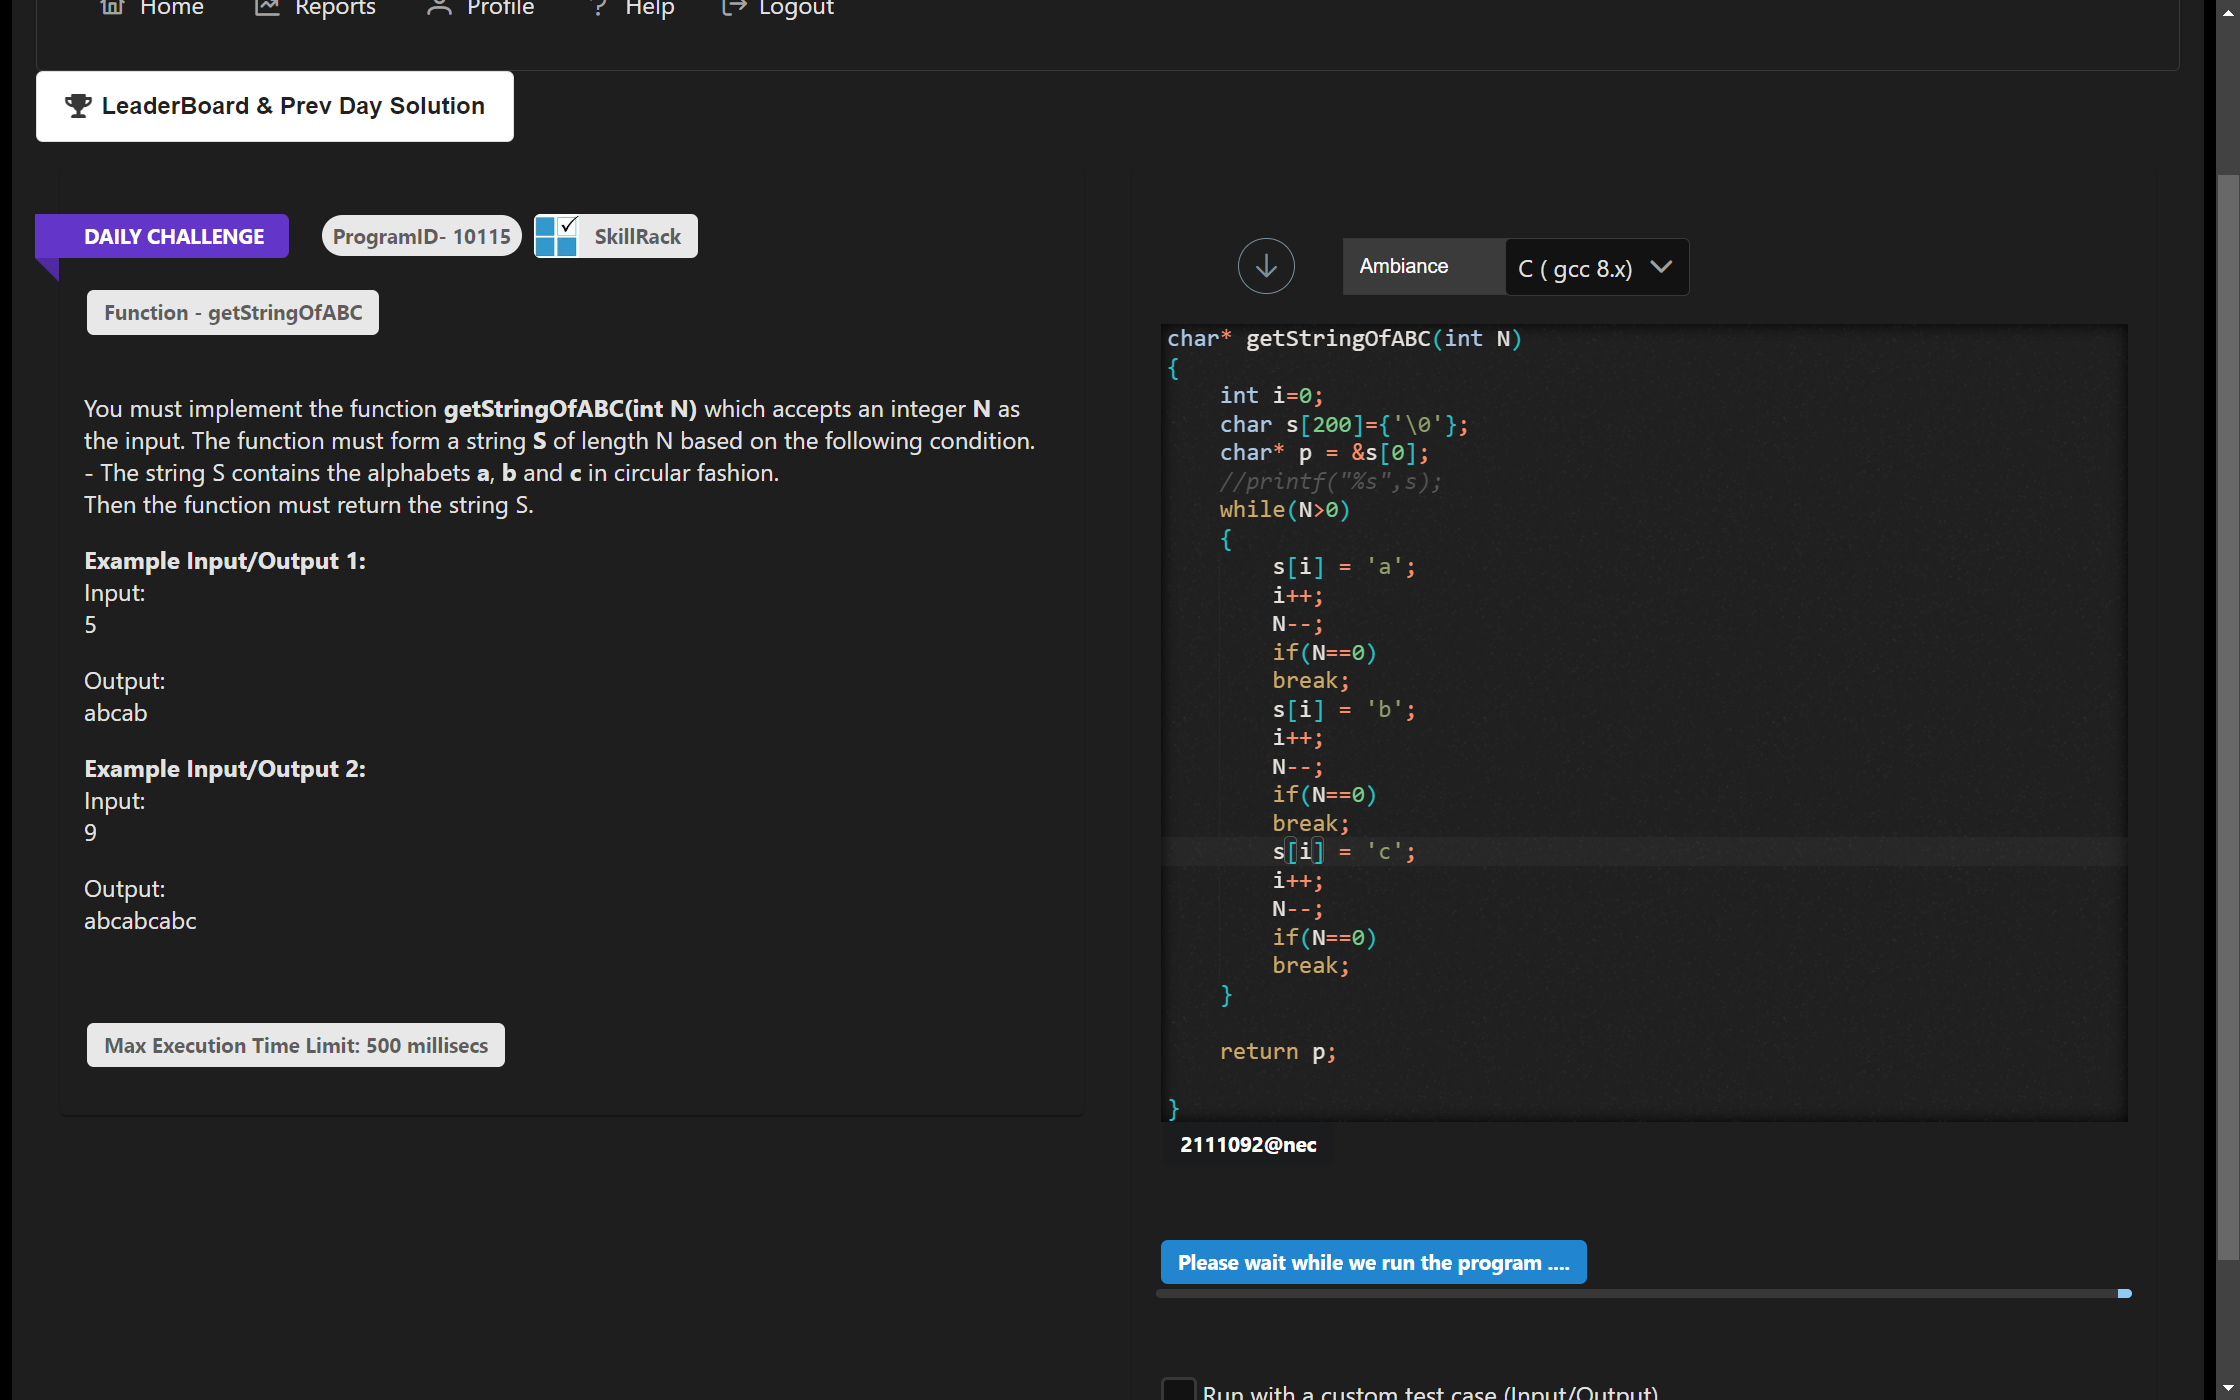 Home Reports Profile Help Logout
LeaderBoard & Prev Day Solution
DAILY CHALLENGE ProgramID- 10115 SkillRack
Function - getStringOfABC
You must implement the function getStringOfABC(int N) which accepts an integer N as
the input. The function must form a string S of length N based on the following condition.
- The string S contains the alphabets a, b and c in circular fashion.
Then the function must return the string S.
Example Input/Output 1:
Input:
5
Output:
abcab
Example Input/Output 2:
Input:
9
Output:
abcabcabc
Max Execution Time Limit: 500 millisecs
Ambiance C ( gcc 8.x)
char* getStringOfABC(int N)
{
    int i=0;
    char s[200]={'\0'};
    char* p = &s[0];
    //printf("%s",s);
    while(N>0)
    {
        s[i] = 'a';
        i++;
        N--;
        if(N==0)
        break;
        s[i] = 'b';
        i++;
        N--;
        if(N==0)
        break;
        s[i] = 'c';
        i++;
        N--;
        if(N==0)
        break;
    }
    return p;
}
2111092@nec
Please wait while we run the program ....
Run with a custom test case (Input/Output)